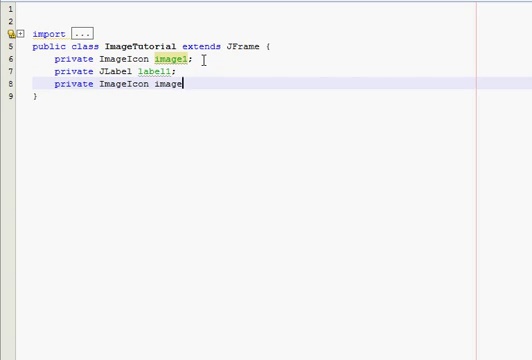 1
2
import ...
5 public class ImageTutorial extends JFrame {
6 private ImageIcon image1;
7 private JLabel label1;
8 private ImageIcon image
9 }